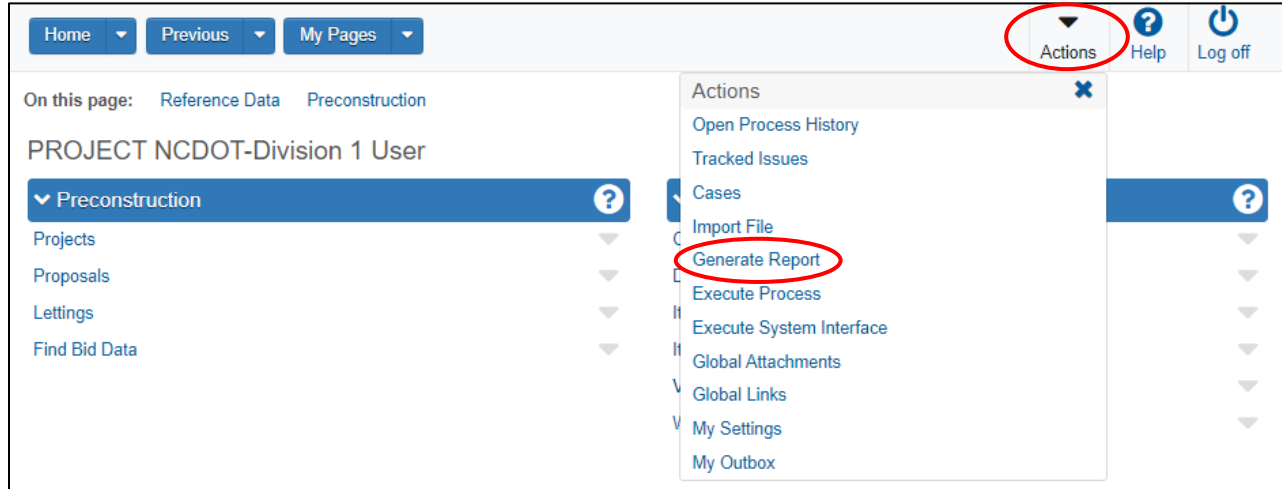 Home Previous My Pages Actions Help Log off
On this page: Reference Data Preconstruction
PROJECT NCDOT-Division 1 User
Preconstruction ?
Projects
Proposals
Lettings
Find Bid Data
?
Actions
Open Process History
Tracked Issues
Cases
Import File
Generate Report
Execute Process
Execute System Interface
Global Attachments
Global Links
My Settings
My Outbox